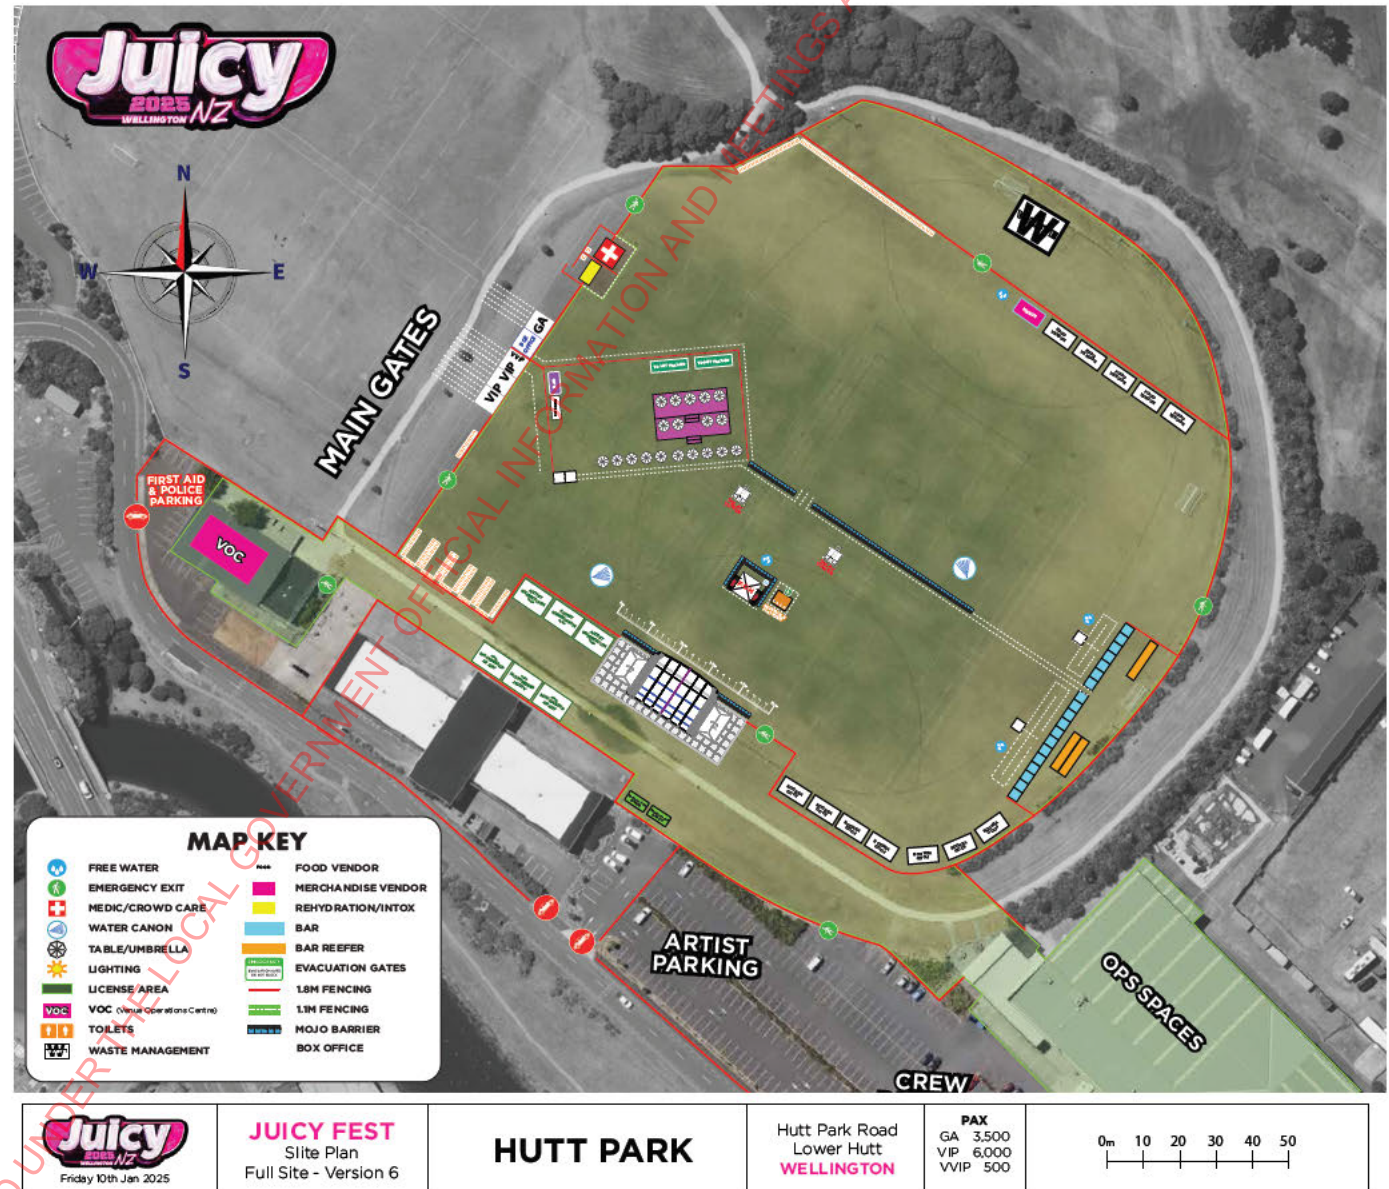 Juicy
2025 NZ
WELLINGTON
N
W
E
S
MAIN GATES
GA
VIP VIP
FIRST AID
& POLICE
PARKING
VOC
W
ARTIST
PARKING
OPS SPACES
CREW
RELEASED UNDER THE LOCAL GOVERNMENT OFFICIAL INFORMATION AND MEETINGS A
MAP KEY
FREE WATER
EMERGENCY EXIT
MEDIC/CROWD CARE
WATER CANON
TABLE/UMBRELLA
LIGHTING
LICENSE AREA
VOC VOC (Venue Operations Centre)
TOILETS
WASTE MANAGEMENT
FOOD VENDOR
MERCHANDISE VENDOR
REHYDRATION/INTOX
BAR
BAR REEFER
EVACUATION GATES
1.8M FENCING
1.1M FENCING
MOJO BARRIER
BOX OFFICE
Juicy
2025 NZ
WELLINGTON
Friday 10th Jan 2025
JUICY FEST
SIite Plan
Full Site - Version 6
HUTT PARK
Hutt Park Road
Lower Hutt
WELLINGTON
PAX
GA 3,500
VIP 6,000
VVIP 500
0m 10 20 30 40 50